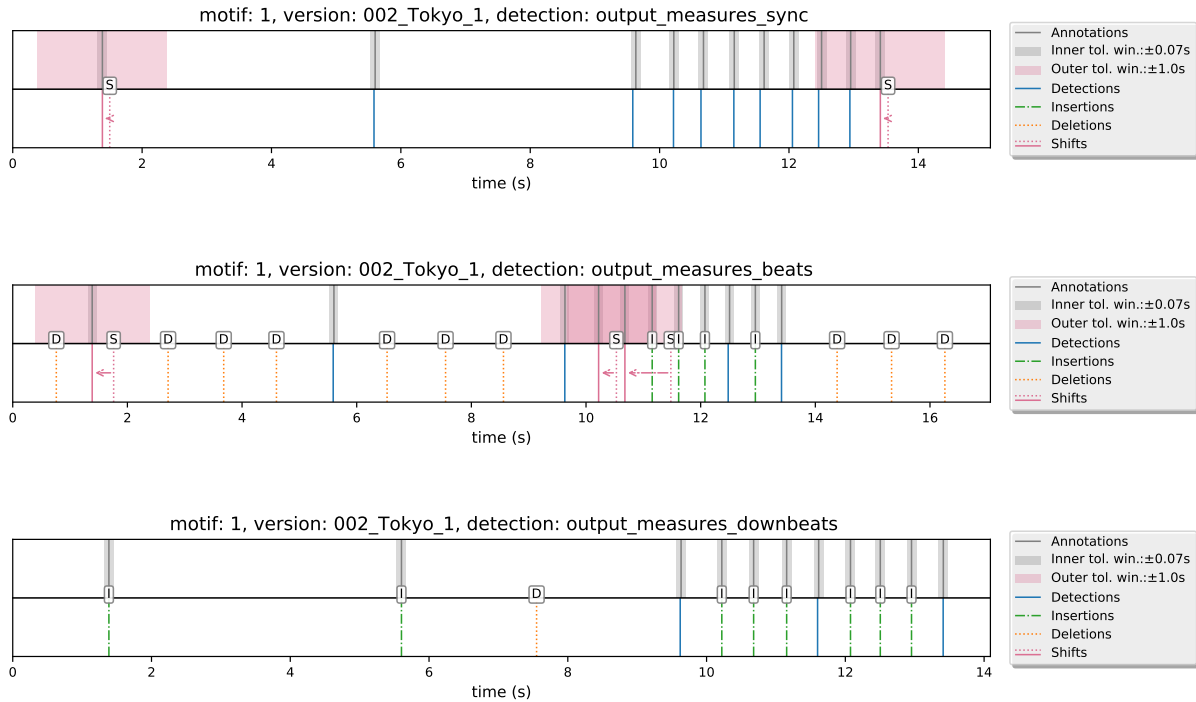 motif: 1, version: 002_Tokyo_1, detection: output_measures_sync
Annotations
Inner tol. win.:±0.07s
Outer tol. win.:±1.0s
Detections
Insertions
Deletions
Shifts
S S
0 2 4 6 8 10 12 14
time (s)
motif: 1, version: 002_Tokyo_1, detection: output_measures_beats
Annotations
Inner tol. win.:±0.07s
Outer tol. win.:±1.0s
Detections
Insertions
Deletions
Shifts
D S D D D D D D S I S I I I D D D
0 2 4 6 8 10 12 14 16
time (s)
motif: 1, version: 002_Tokyo_1, detection: output_measures_downbeats
Annotations
Inner tol. win.:±0.07s
Outer tol. win.:±1.0s
Detections
Insertions
Deletions
Shifts
I I D I I I I I I
0 2 4 6 8 10 12 14
time (s)